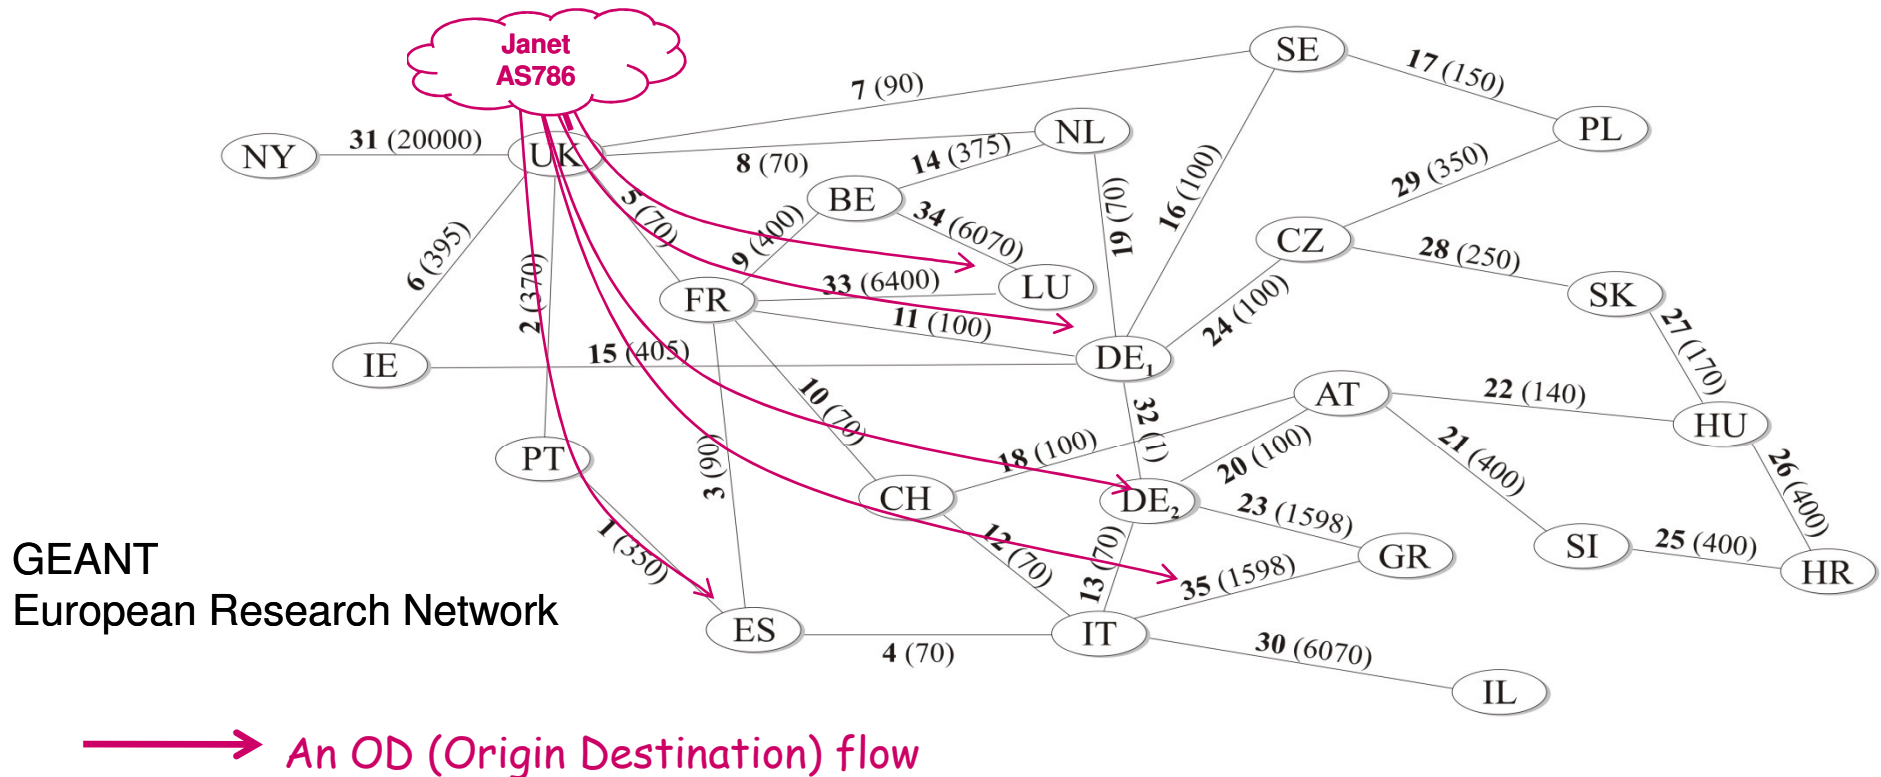 Janet
AS786
SE
17 (150)
7 (90)
NL
PL
NY
31 (20000)
UK
8 (70)
14 (375)
16 (100)
29 (350)
BE
5 (70)
9 (400)
34 (6070)
19 (70)
CZ
28 (250)
6 (395)
2 (370)
FR
33 (6400)
LU
SK
11 (100)
24 (100)
27 (170)
IE
15 (405)
DE1
10 (70)
32 (1)
AT
22 (140)
HU
3 (90)
18 (100)
20 (100)
21 (400)
26 (400)
PT
CH
DE2
23 (1598)
1 (350)
12 (70)
13 (70)
35 (1598)
GR
SI
25 (400)
HR
GEANT
European Research Network
ES
4 (70)
IT
30 (6070)
IL
An OD (Origin Destination) flow